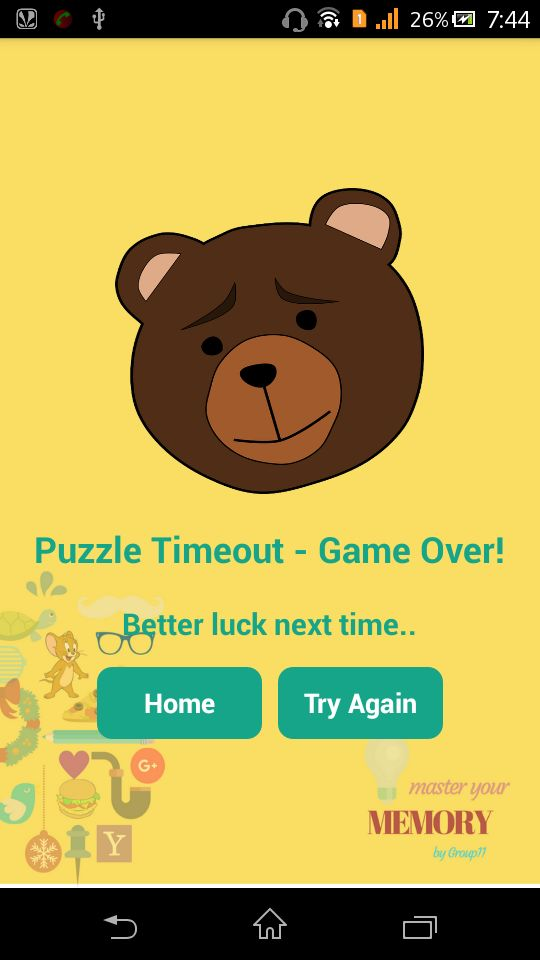 1 26% 7:44
Puzzle Timeout - Game Over!
Better luck next time..
Home Try Again
G+
master your
MEMORY
Y
by Group11